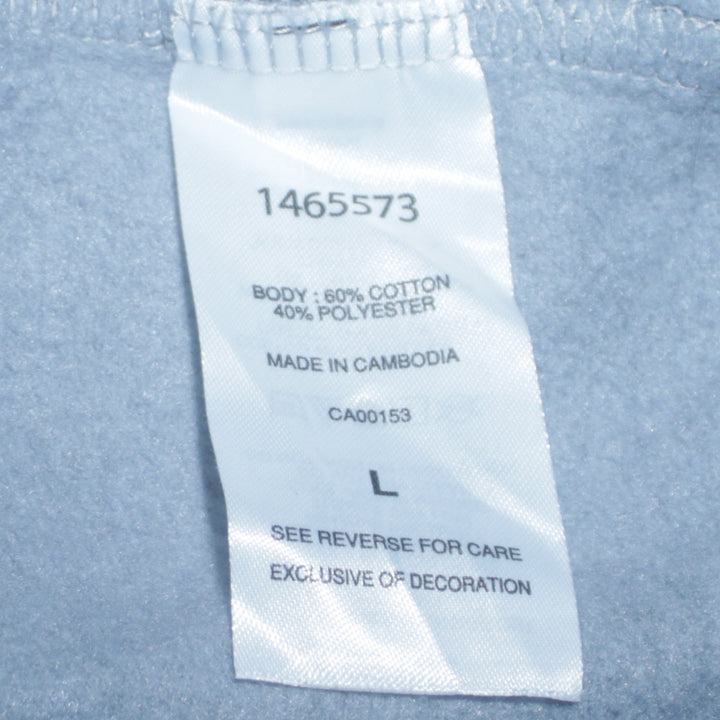 1465573
BODY : 60% COTTON
40% POLYESTER
MADE IN CAMBODIA
CA00153
L
SEE REVERSE FOR CARE
EXCLUSIVE OF DECORATION